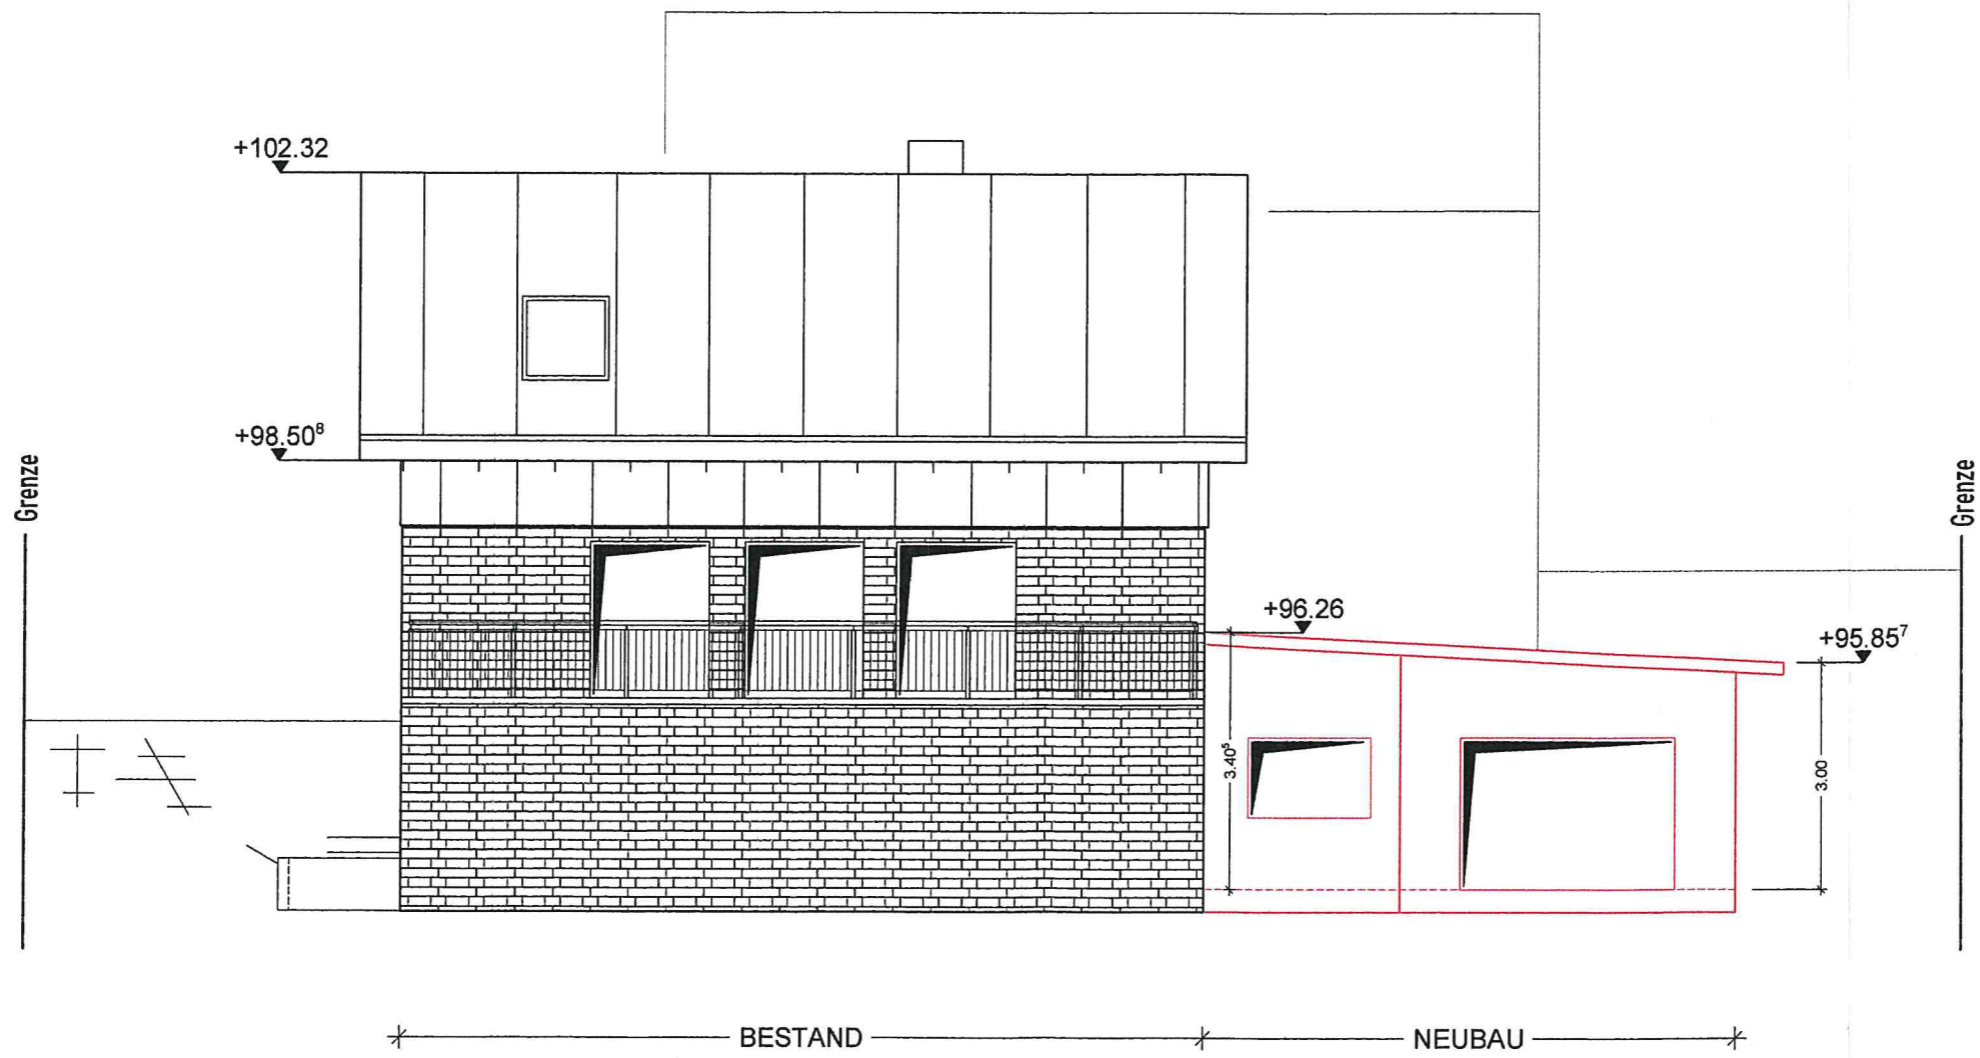 +102.32
+98.50⁸
Grenze
Grenze
+96.26
+95.85⁷
3.40⁵
3.00
BESTAND
NEUBAU